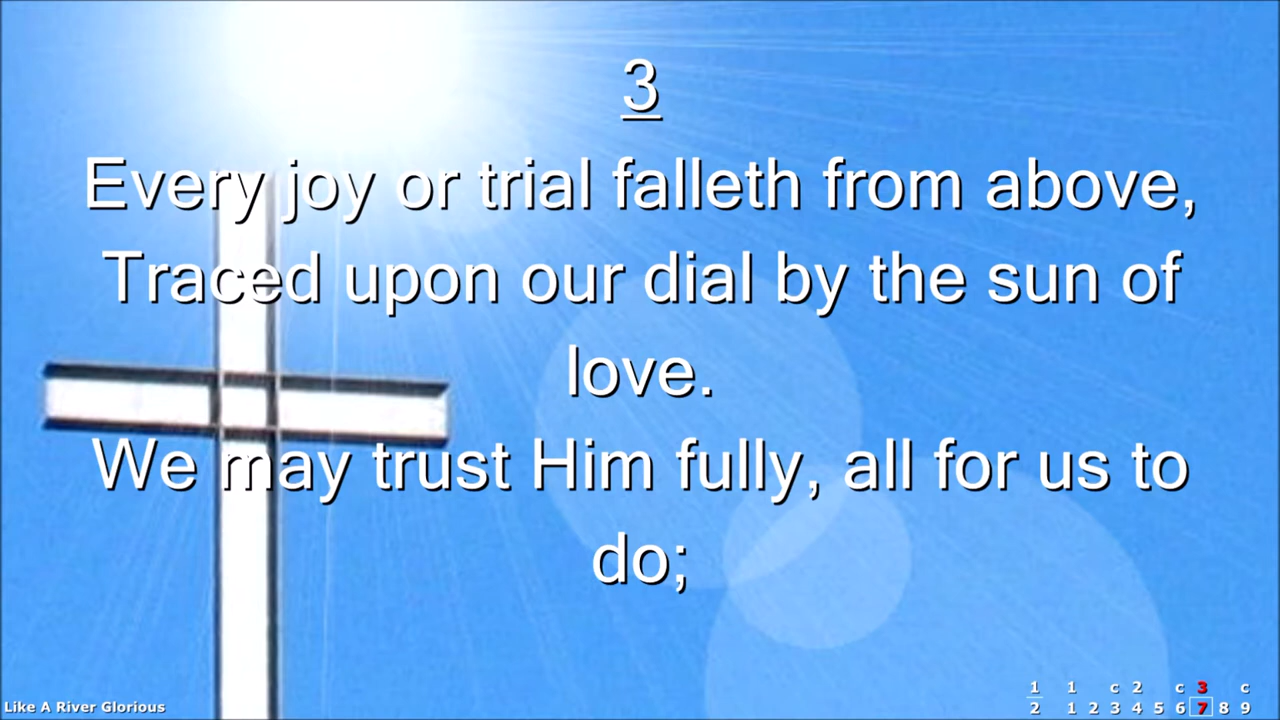 3
Every joy or trial falleth from above,
Traced upon our dial by the sun of
love.
We may trust Him fully, all for us to
do;
Like A River Glorious
1 1 c 2 c 3 c
2 1 2 3 4 5 6 7 8 9